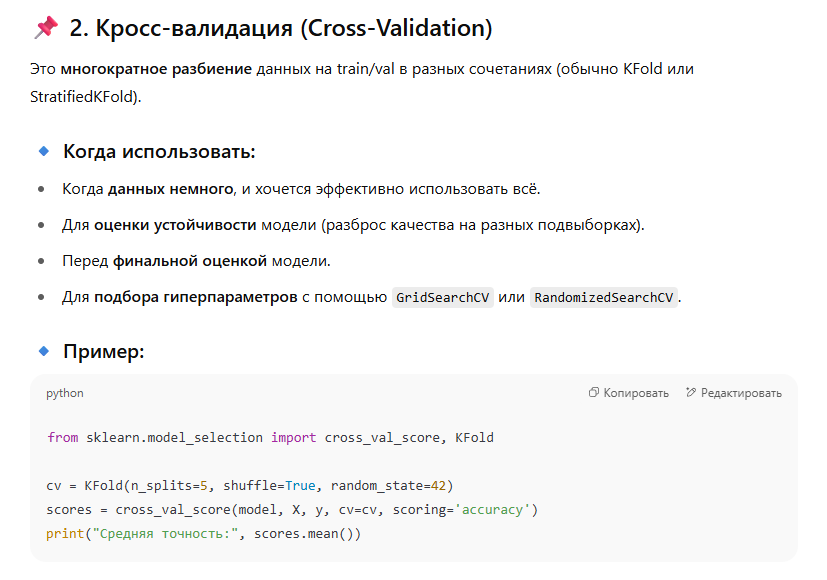 📌 2. Кросс-валидация (Cross-Validation)
Это многократное разбиение данных на train/val в разных сочетаниях (обычно KFold или
StratifiedKFold).
🔹 Когда использовать:
• Когда данных немного, и хочется эффективно использовать всё.
• Для оценки устойчивости модели (разброс качества на разных подвыборках).
• Перед финальной оценкой модели.
• Для подбора гиперпараметров с помощью GridSearchCV или RandomizedSearchCV.
🔹 Пример:
python Копировать Редактировать
from sklearn.model_selection import cross_val_score, KFold
cv = KFold(n_splits=5, shuffle=True, random_state=42)
scores = cross_val_score(model, X, y, cv=cv, scoring='accuracy')
print("Средняя точность:", scores.mean())